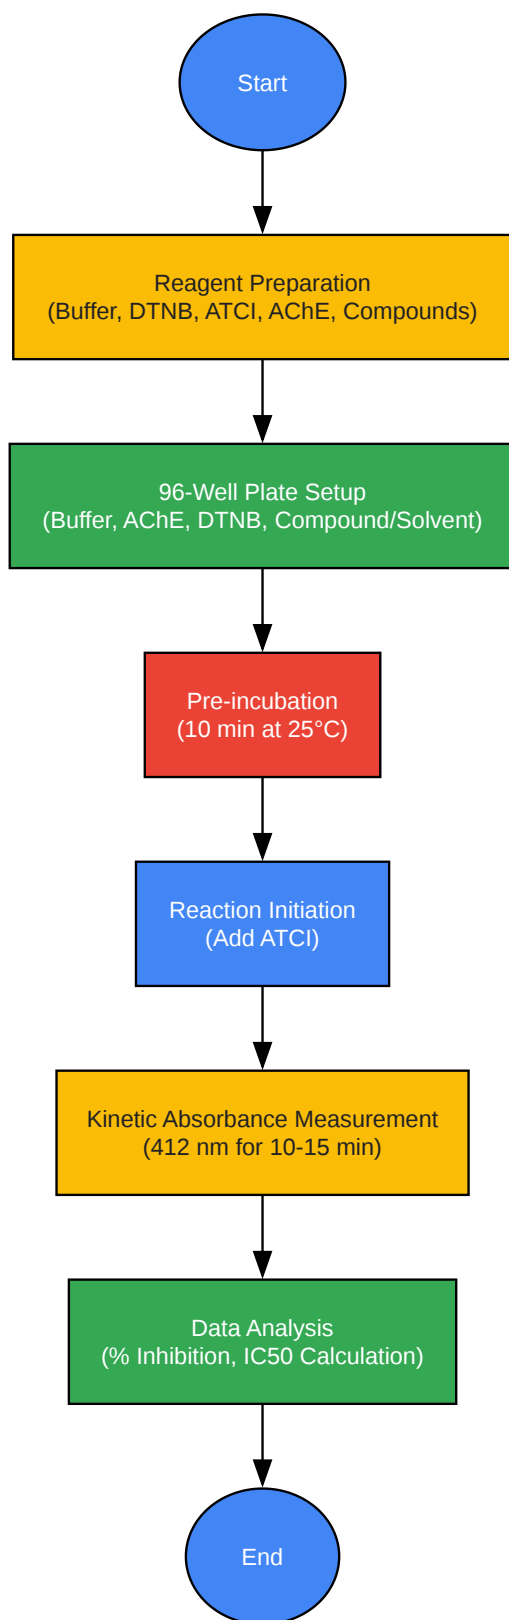 Start
Reagent Preparation
(Buffer, DTNB, ATCI, AChE, Compounds)
96-Well Plate Setup
(Buffer, AChE, DTNB, Compound/Solvent)
Pre-incubation
(10 min at 25°C)
Reaction Initiation
(Add ATCI)
Kinetic Absorbance Measurement
(412 nm for 10-15 min)
Data Analysis
(% Inhibition, IC50 Calculation)
End